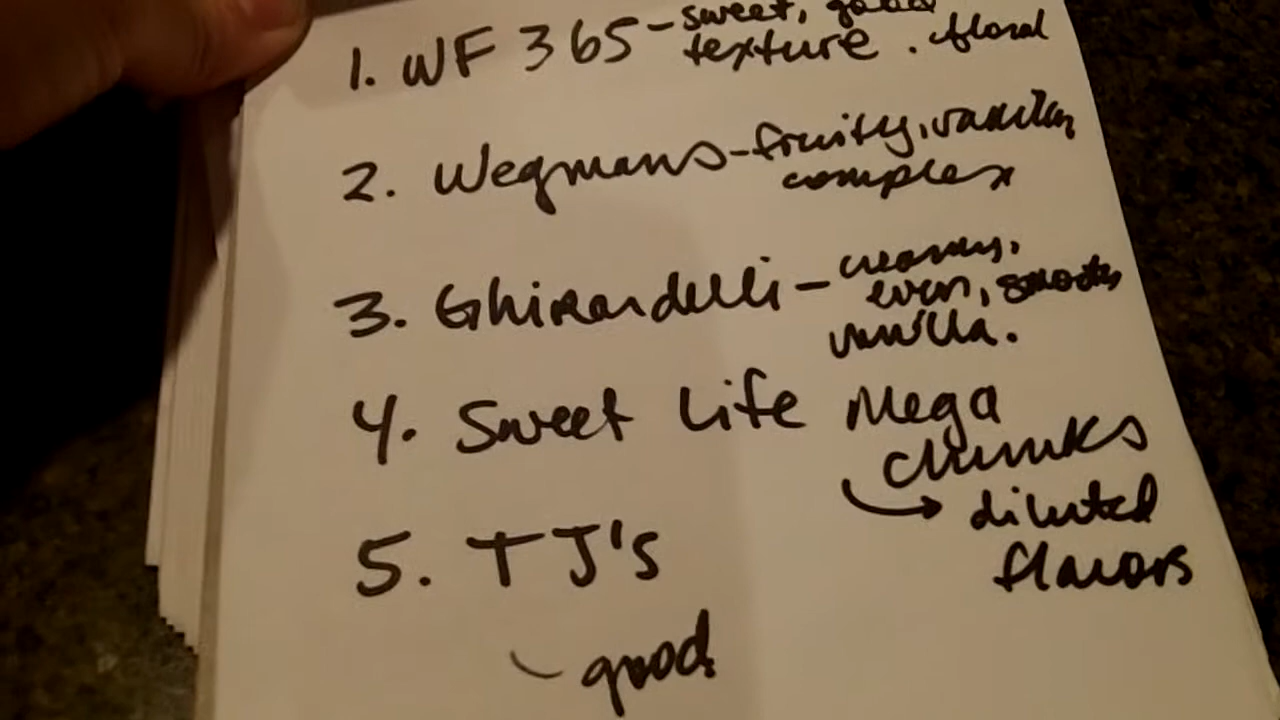 1. WF 365 - sweet, good
texture. floral
2. Wegmans - fruity, vanilla,
complex
3. Ghirardelli - creamy,
even, smooth,
vanilla.
4. Sweet Life Mega
Chunks
diluted
flavors
5. TJ's
- good